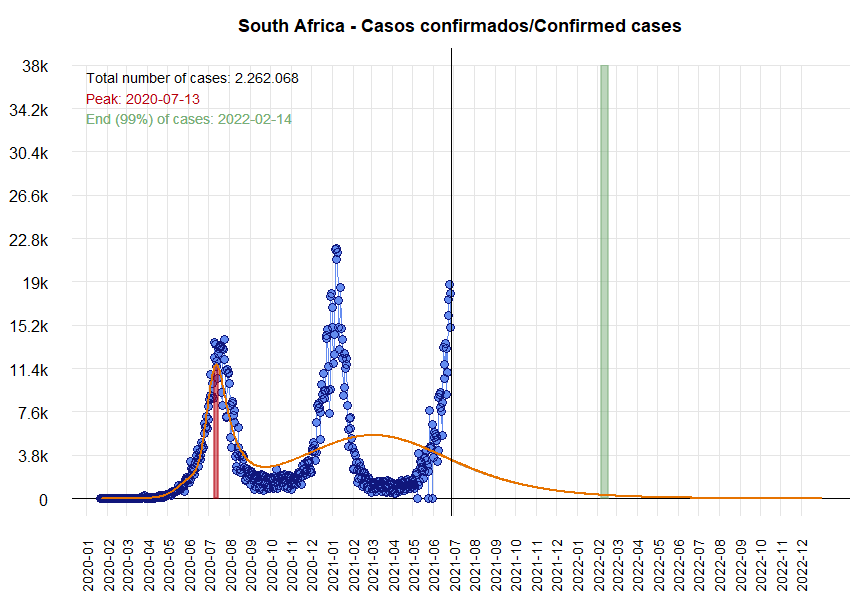 South Africa - Casos confirmados/Confirmed cases
38k
34.2k
30.4k
26.6k
22.8k
19k
15.2k
11.4k
7.6k
3.8k
0
Total number of cases: 2.262.068
Peak: 2020-07-13
End (99%) of cases: 2022-02-14
2020-01
2020-02
2020-03
2020-04
2020-05
2020-06
2020-07
2020-08
2020-09
2020-10
2020-11
2020-12
2021-01
2021-02
2021-03
2021-04
2021-05
2021-06
2021-07
2021-08
2021-09
2021-10
2021-11
2021-12
2022-01
2022-02
2022-03
2022-04
2022-05
2022-06
2022-07
2022-08
2022-09
2022-10
2022-11
2022-12